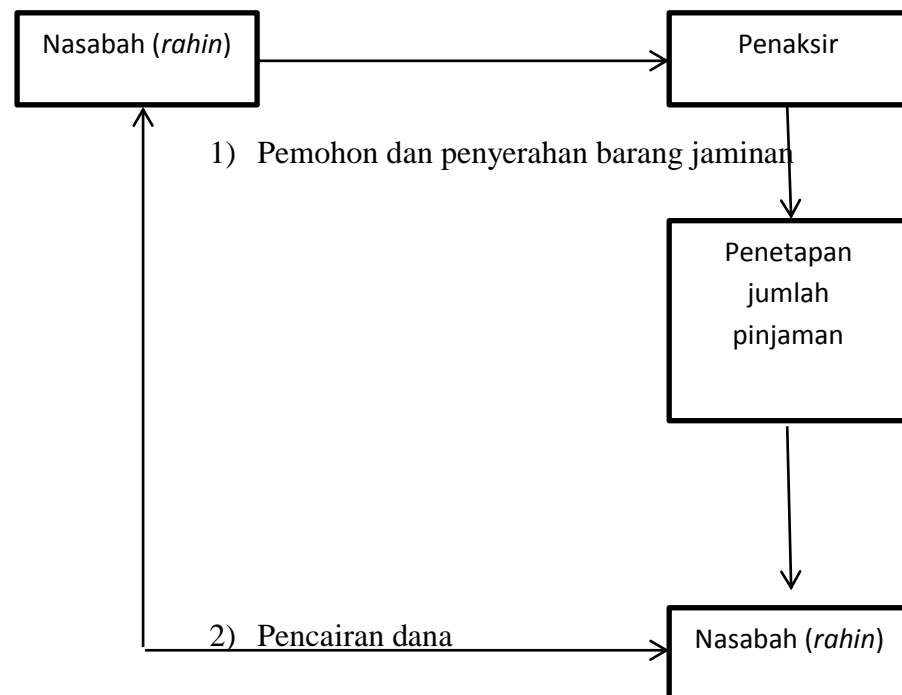 Nasabah (rahin)
Penaksir
1) Pemohon dan penyerahan barang jaminan
Penetapan
jumlah
pinjaman
2) Pencairan dana
Nasabah (rahin)